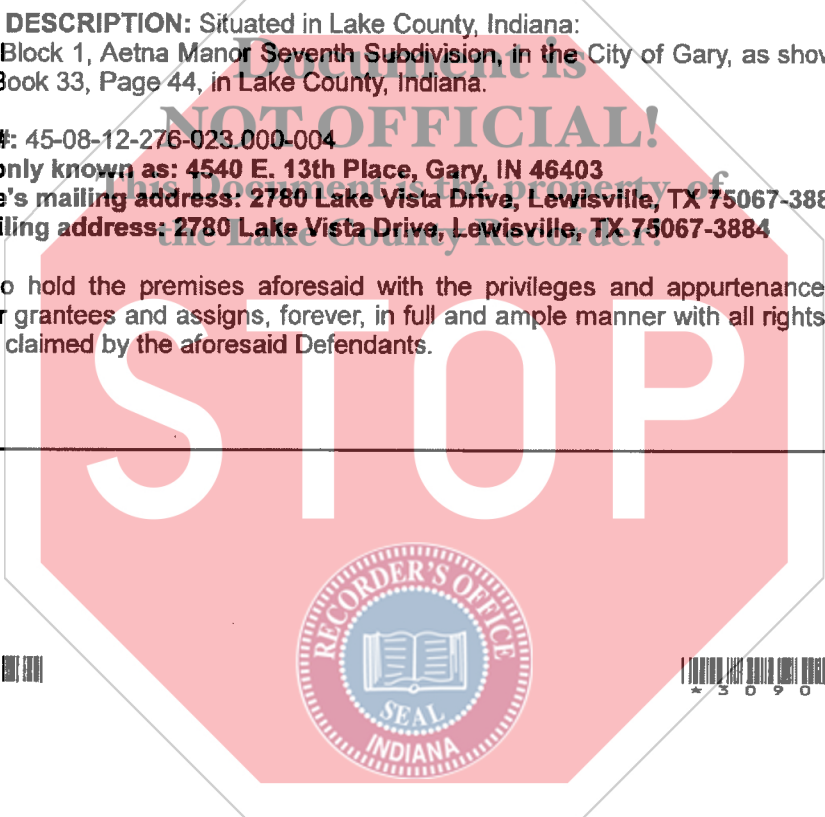 DESCRIPTION: Situated in Lake County, Indiana:
Block 1, Aetna Manor Seventh Subdivision, in the City of Gary, as
Book 33, Page 44, in Lake County, Indiana.
Document is
NOT OFFICIAL!
This Document is the property of
the Lake County Recorder!
#: 45-08-12-276-023.000-004
only known as: 4540 E. 13th Place, Gary, IN 46403
e's mailing address: 2780 Lake Vista Drive, Lewisville, TX 75067-388
iling address: 2780 Lake Vista Drive, Lewisville, TX 75067-3884
o hold the premises aforesaid with the privileges and appurtenance
r grantees and assigns, forever, in full and ample manner with all rights
claimed by the aforesaid Defendants.
STOP
RECORDER'S OFFICE
SEAL
INDIANA
* 3 0 9 0